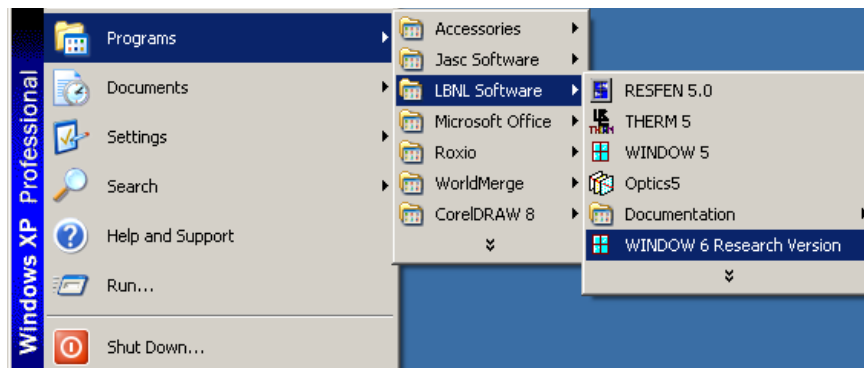 Windows XP Professional
Programs
Documents
Settings
Search
Help and Support
Run...
Shut Down...
Accessories
Jasc Software
LBNL Software
Microsoft Office
Roxio
WorldMerge
CorelDRAW 8
RESFEN 5.0
THERM 5
WINDOW 5
Optics5
Documentation
WINDOW 6 Research Version